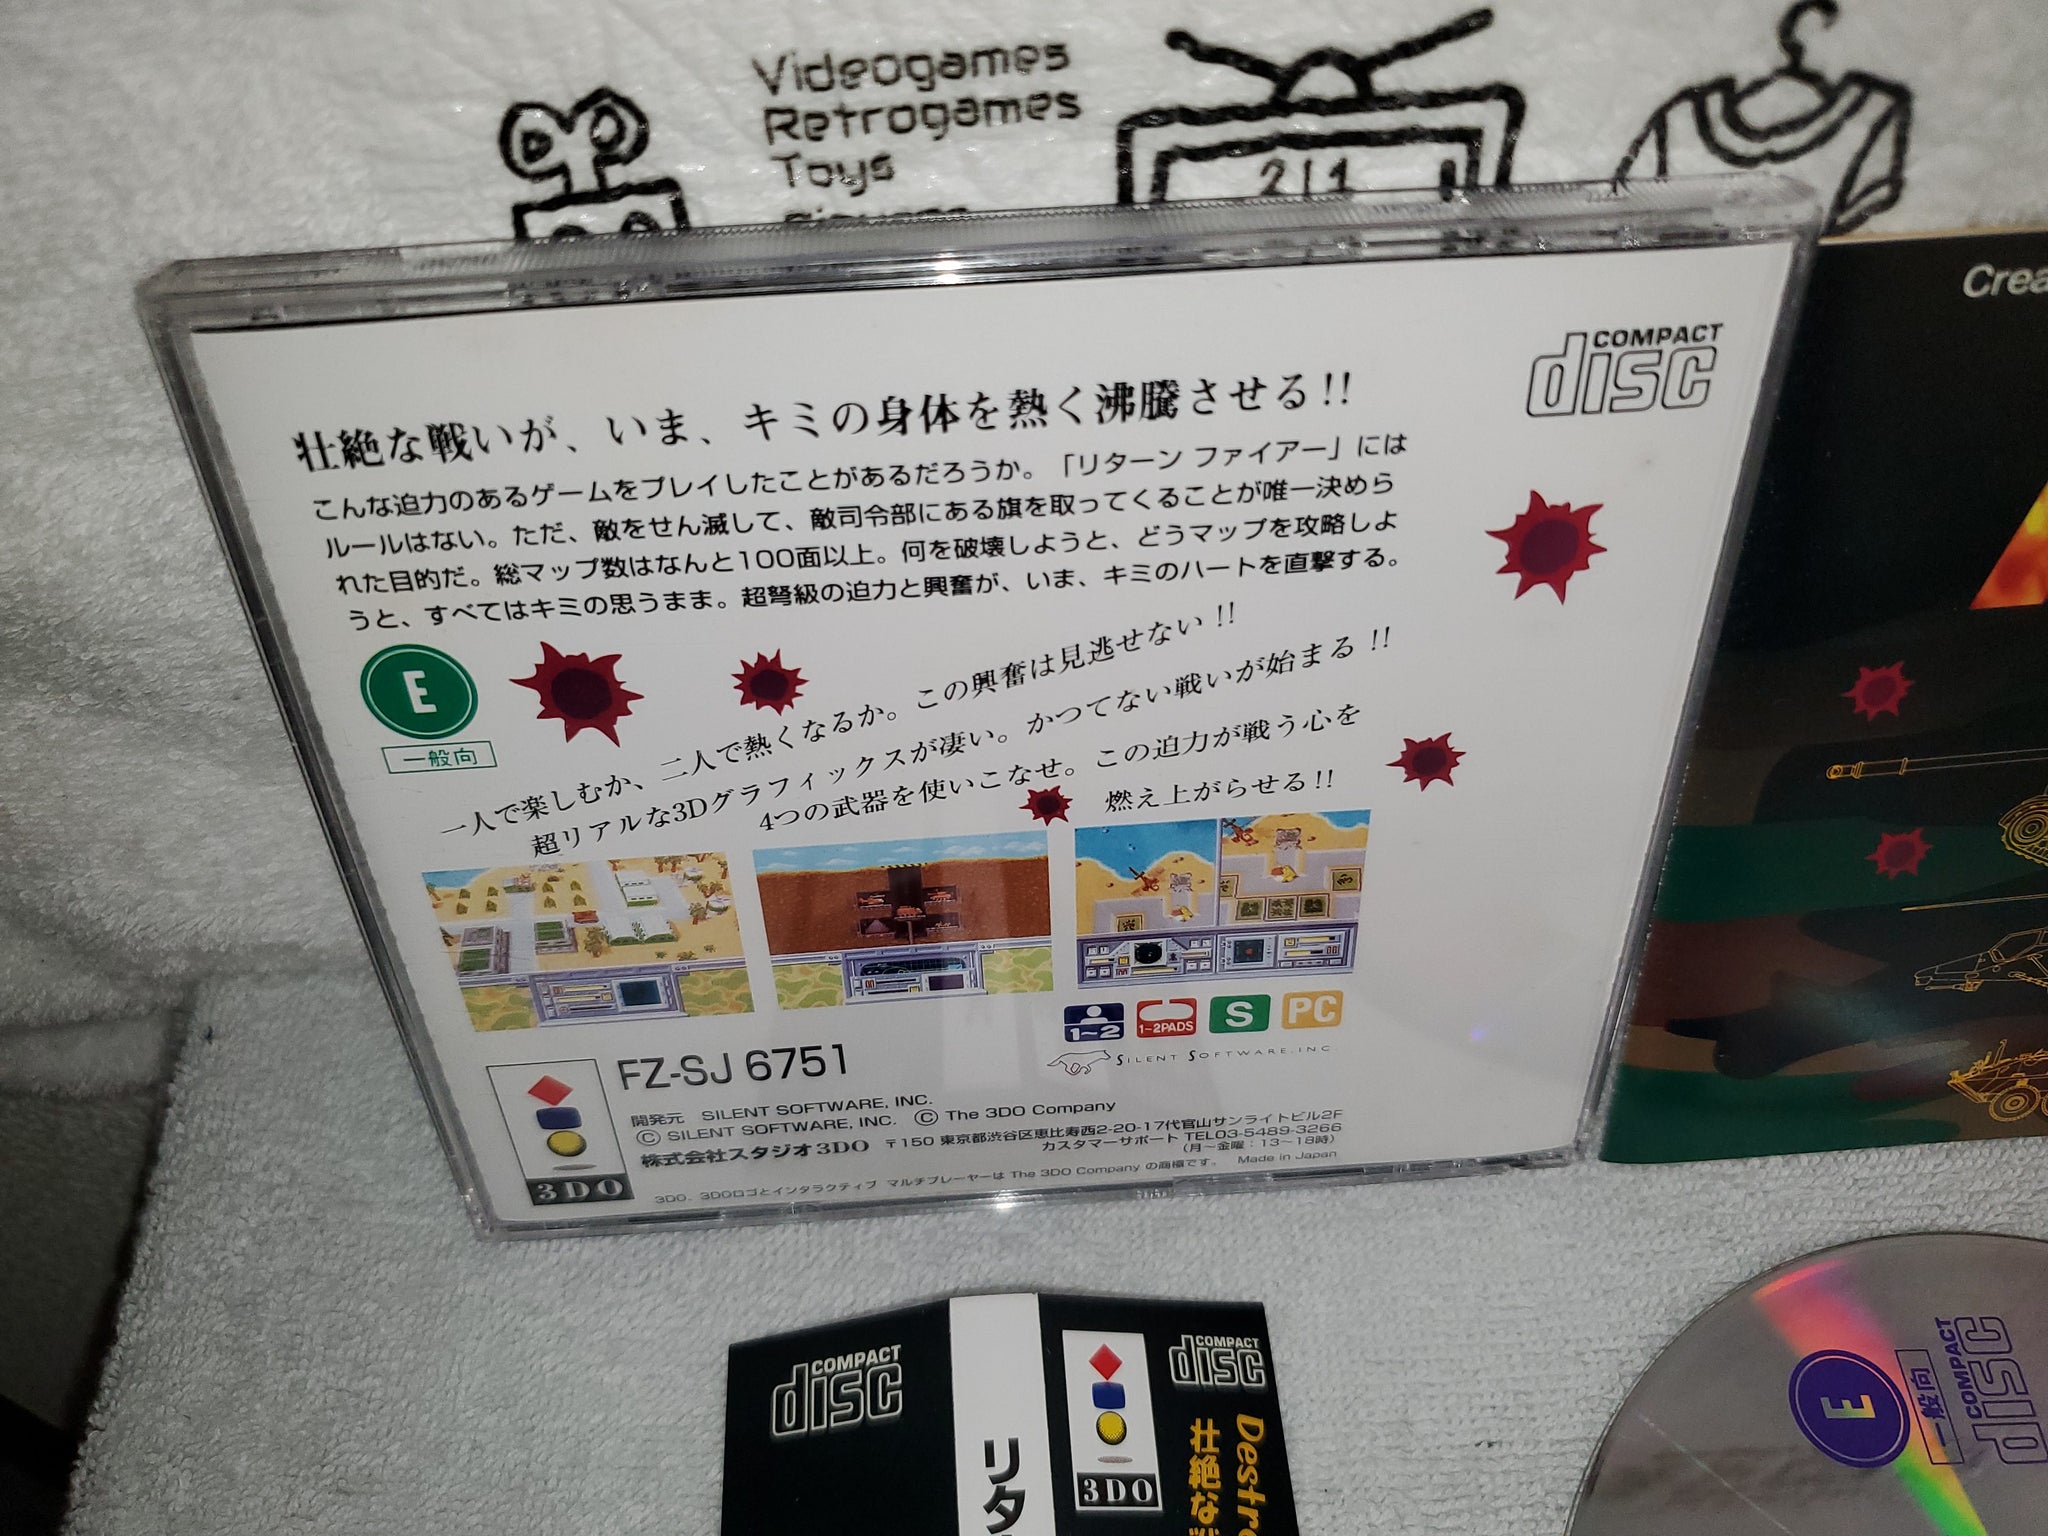 Videogames
Retrogames
Toys
211
COMPACT
disc
壮絶な戦いが、いま、キミの身体を熱く沸騰させる!!
こんな迫力のあるゲームをプレイしたことがあるだろうか。「リターン ファイアー」には
ルールはない。ただ、敵をせん滅して、敵司令部にある旗を取ってくることが唯一決めら
れた目的だ。総マップ数はなんと100面以上。何を破壊しようと、どうマップを攻略しよ
うと、すべてはキミの思うまま。超弩級の迫力と興奮が、いま、キミのハートを直撃する。
E
一般向
一人で楽しむか、二人で熱くなるか。この興奮は見逃せない!!
超リアルな3Dグラフィックスが凄い。かつてない戦いが始まる!!
4つの武器を使いこなせ。この迫力が戦う心を
燃え上がらせる!!
1~2
1~2PADS
S
PC
SILENT SOFTWARE.INC
3DO
FZ-SJ 6751
開発元 SILENT SOFTWARE, INC.
© SILENT SOFTWARE, INC. © The 3DO Company
株式会社スタジオ3DO 〒150 東京都渋谷区恵比寿西2-20-17代官山サンライトビル2F
カスタマーサポート TEL03-5489-3266
(月~金曜:13~18時)
3DO、3DOロゴとインタラクティブ マルチプレーヤーは The 3DO Company の商標です。 Made in Japan
Crea
COMPACT
disc
リタ
3DO
COMPACT
disc
Destr
壮絶な戦
E
一般向
COMPACT
disc